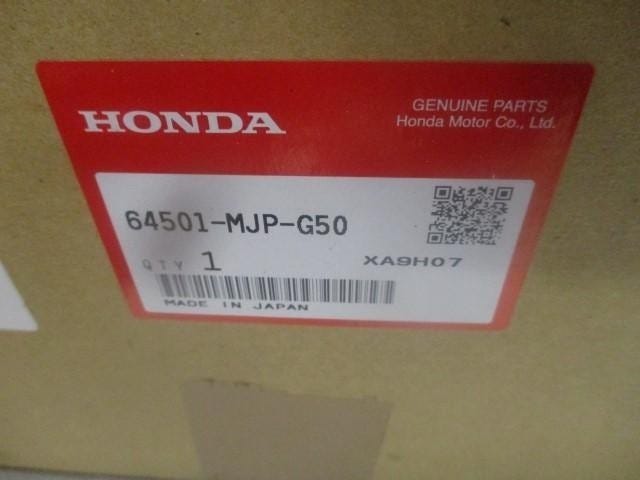 HONDA
GENUINE PARTS
Honda Motor Co., Ltd.
64501-MJP-G50
QTY 1
XA9H07
MADE IN JAPAN